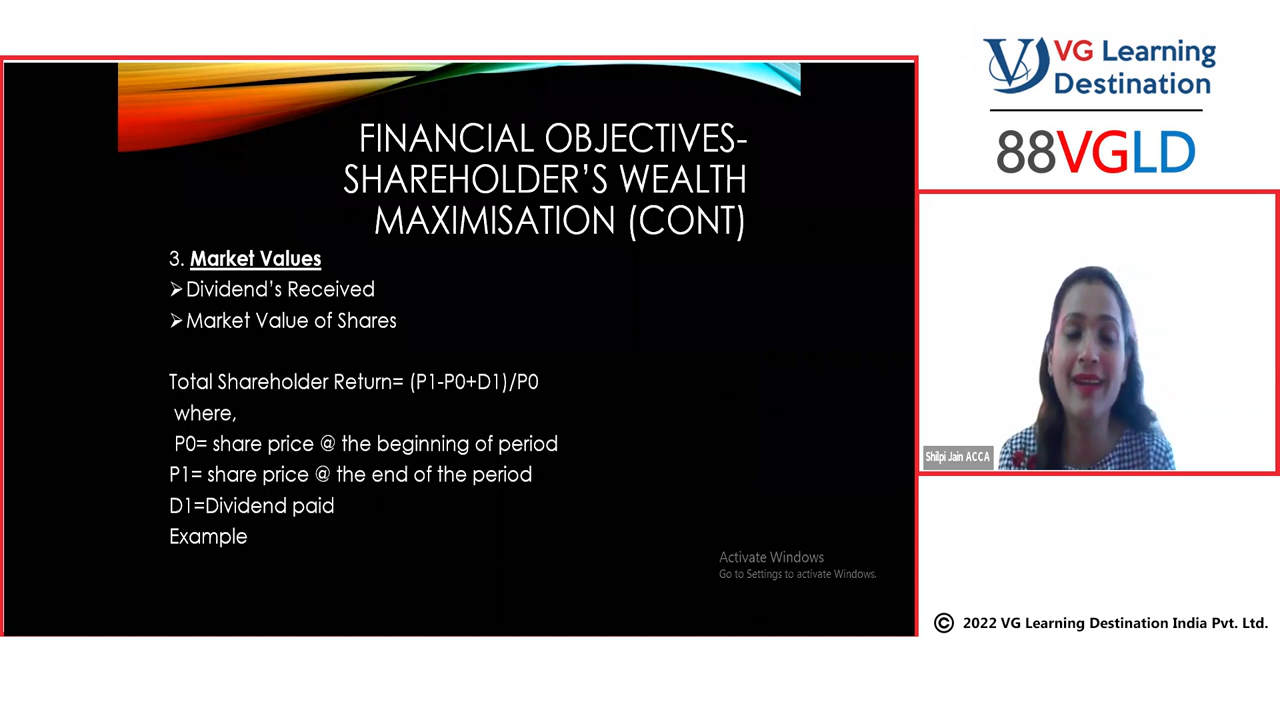 FINANCIAL OBJECTIVES-
SHAREHOLDER'S WEALTH
MAXIMISATION (CONT)
3. Market Values
➢Dividend's Received
➢Market Value of Shares
Total Shareholder Return= (P1-P0+D1)/P0
where,
P0= share price @ the beginning of period
P1= share price @ the end of the period
D1=Dividend paid
Example
Activate Windows
Go to Settings to activate Windows.
VG Learning
Destination
88VGLD
Shilpi Jain ACCA
© 2022 VG Learning Destination India Pvt. Ltd.